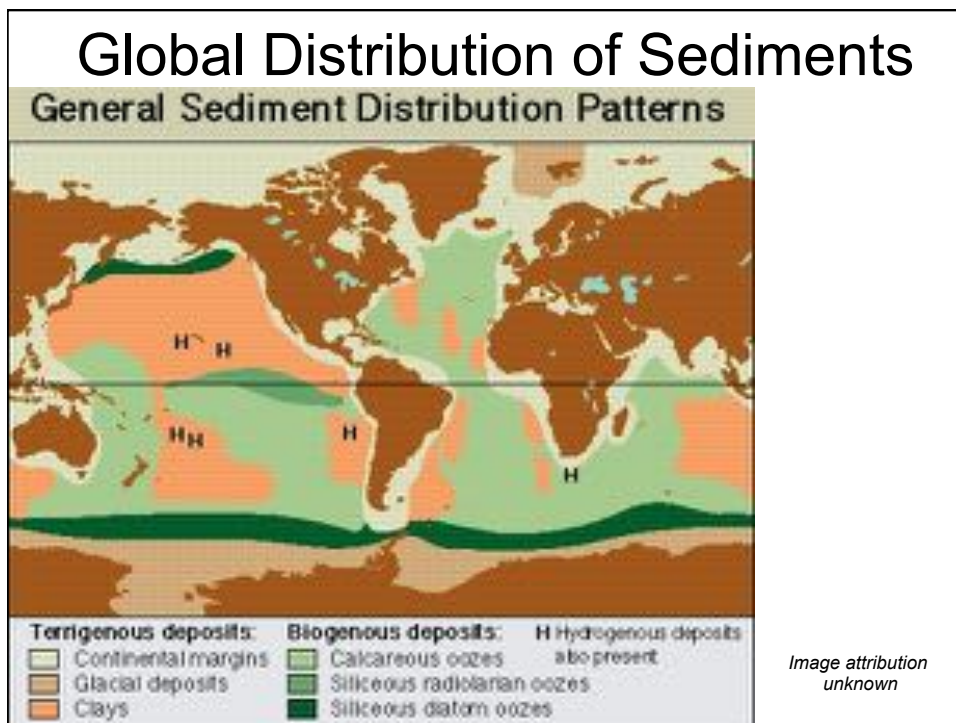 Global Distribution of Sediments
General Sediment Distribution Patterns
H H
H H H
H
Terrigenous deposits:
Continental margins
Glacial deposits
Clays
Biogenous deposits:
Calcareous oozes
Siliceous radiolarian oozes
Siliceous diatom oozes
H Hydrogenous deposits
also present
Image attribution
unknown